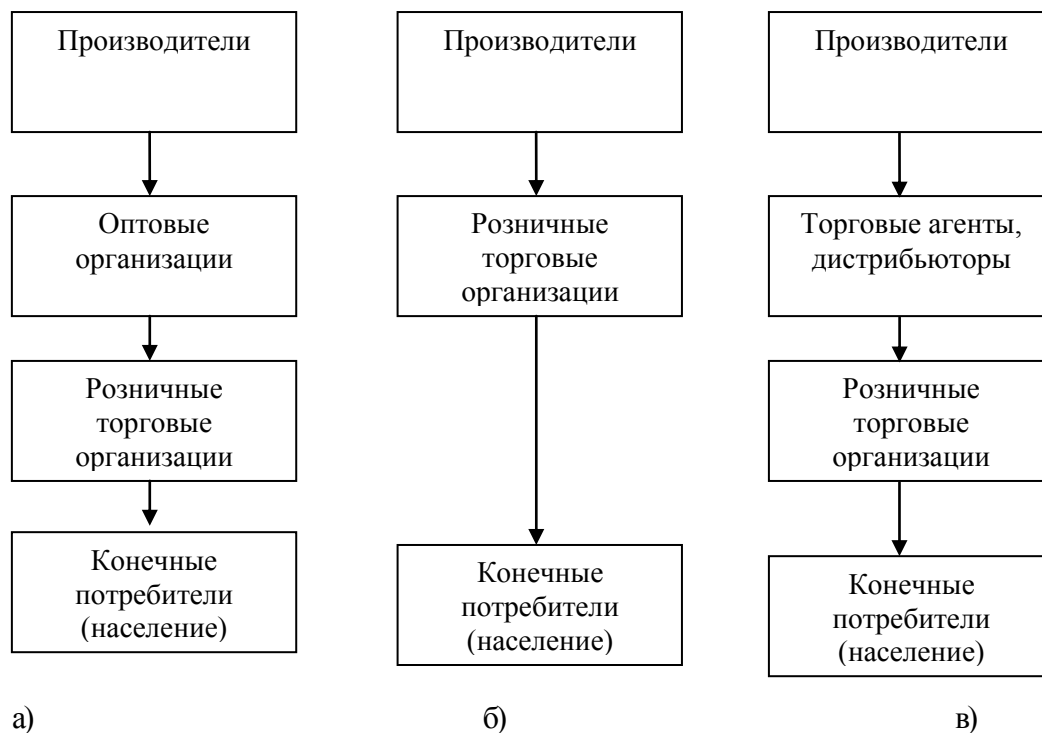 Производители
Оптовые
организации
Розничные
торговые
организации
Конечные
потребители
(население)
а)
Производители
Розничные
торговые
организации
Конечные
потребители
(население)
б)
Производители
Торговые агенты,
дистрибьюторы
Розничные
торговые
организации
Конечные
потребители
(население)
в)